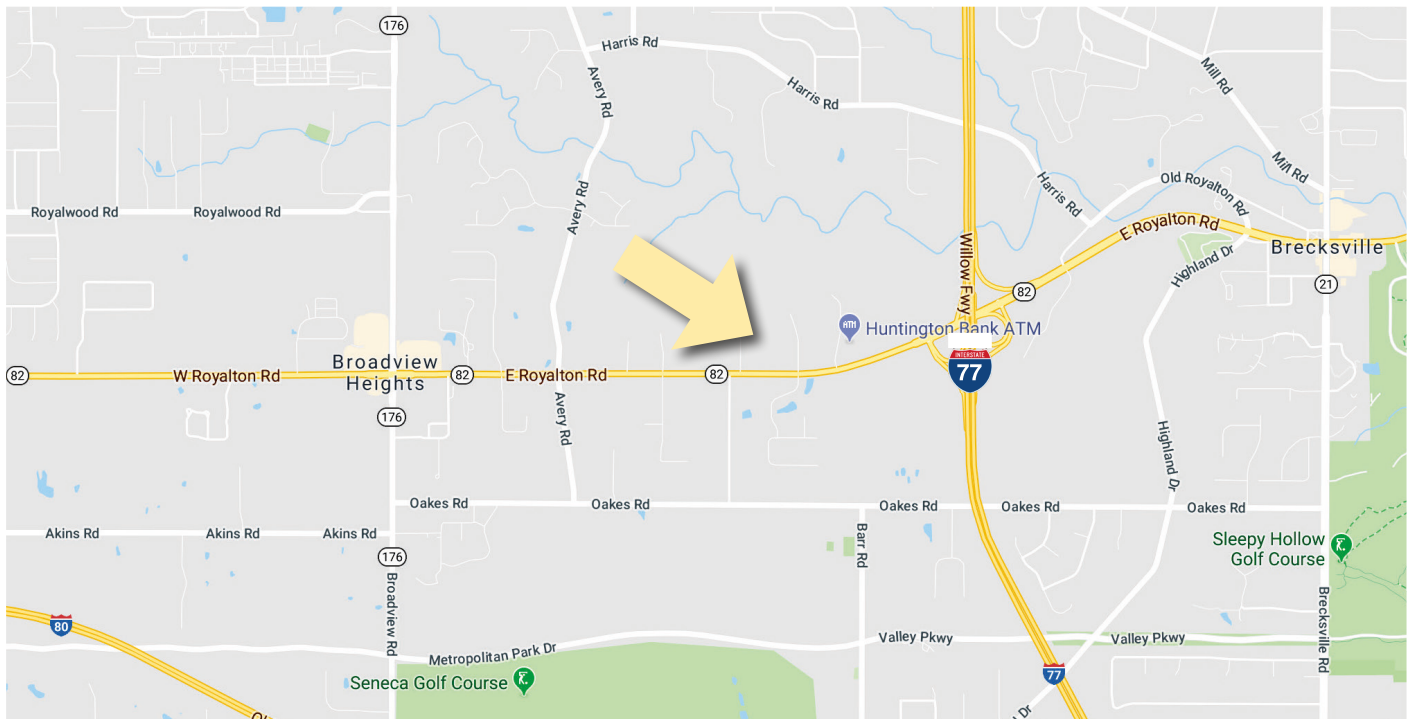 176
Harris Rd
Avery Rd
Harris Rd
Mill Rd
Mill Rd
Royalwood Rd
Royalwood Rd
Avery Rd
Harris Rd
Old Royalton Rd
E Royalton Rd
Willow Fwy
Highland Dr
Brecksville
21
82
ATM
Huntington Bank ATM
INTERSTATE
77
Broadview
Heights
82
W Royalton Rd
82
E Royalton Rd
82
176
Avery Rd
Highland Dr
Oakes Rd
Oakes Rd
Oakes Rd
Oakes Rd
Oakes Rd
Akins Rd
Akins Rd
Akins Rd
176
Barr Rd
Sleepy Hollow
Golf Course
Broadview Rd
Brecksville Rd
80
Valley Pkwy
Valley Pkwy
Metropolitan Park Dr
Seneca Golf Course
77
Dr